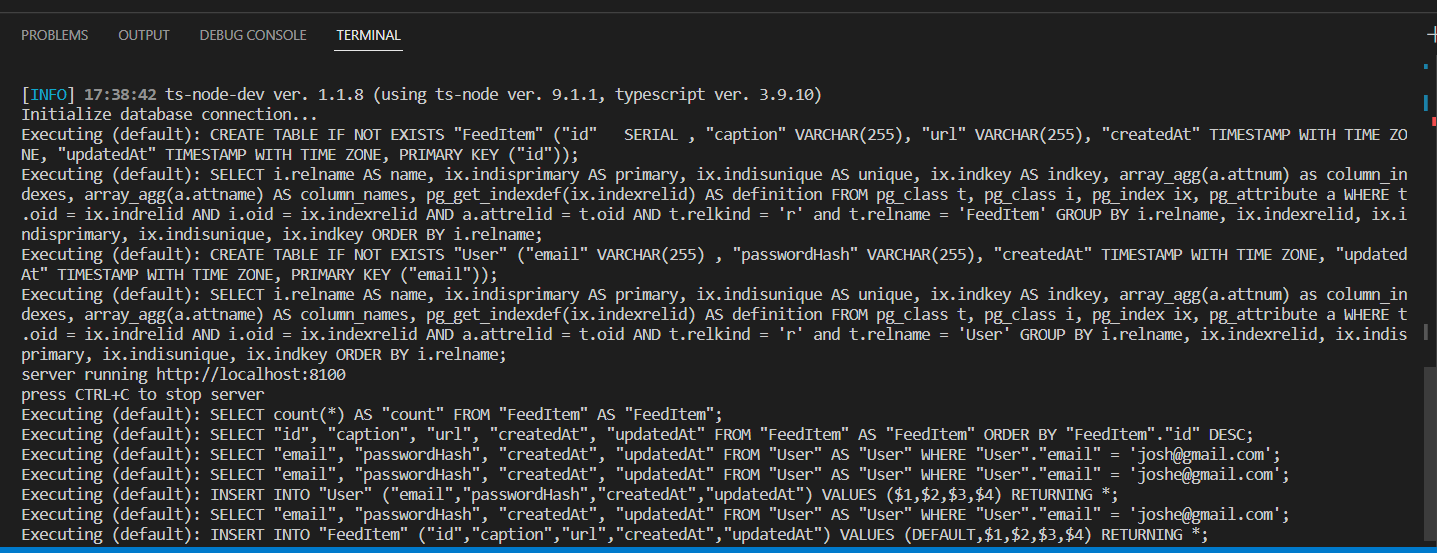 PROBLEMS OUTPUT DEBUG CONSOLE TERMINAL
[INFO] 17:38:42 ts-node-dev ver. 1.1.8 (using ts-node ver. 9.1.1, typescript ver. 3.9.10)
Initialize database connection...
Executing (default): CREATE TABLE IF NOT EXISTS "FeedItem" ("id"   SERIAL , "caption" VARCHAR(255), "url" VARCHAR(255), "createdAt" TIMESTAMP WITH TIME ZO
NE, "updatedAt" TIMESTAMP WITH TIME ZONE, PRIMARY KEY ("id"));
Executing (default): SELECT i.relname AS name, ix.indisprimary AS primary, ix.indisunique AS unique, ix.indkey AS indkey, array_agg(a.attnum) as column_in
dexes, array_agg(a.attname) AS column_names, pg_get_indexdef(ix.indexrelid) AS definition FROM pg_class t, pg_class i, pg_index ix, pg_attribute a WHERE t
.oid = ix.indrelid AND i.oid = ix.indexrelid AND a.attrelid = t.oid AND t.relkind = 'r' and t.relname = 'FeedItem' GROUP BY i.relname, ix.indexrelid, ix.i
ndisprimary, ix.indisunique, ix.indkey ORDER BY i.relname;
Executing (default): CREATE TABLE IF NOT EXISTS "User" ("email" VARCHAR(255) , "passwordHash" VARCHAR(255), "createdAt" TIMESTAMP WITH TIME ZONE, "updated
At" TIMESTAMP WITH TIME ZONE, PRIMARY KEY ("email"));
Executing (default): SELECT i.relname AS name, ix.indisprimary AS primary, ix.indisunique AS unique, ix.indkey AS indkey, array_agg(a.attnum) as column_in
dexes, array_agg(a.attname) AS column_names, pg_get_indexdef(ix.indexrelid) AS definition FROM pg_class t, pg_class i, pg_index ix, pg_attribute a WHERE t
.oid = ix.indrelid AND i.oid = ix.indexrelid AND a.attrelid = t.oid AND t.relkind = 'r' and t.relname = 'User' GROUP BY i.relname, ix.indexrelid, ix.indis
primary, ix.indisunique, ix.indkey ORDER BY i.relname;
server running http://localhost:8100
press CTRL+C to stop server
Executing (default): SELECT count(*) AS "count" FROM "FeedItem" AS "FeedItem";
Executing (default): SELECT "id", "caption", "url", "createdAt", "updatedAt" FROM "FeedItem" AS "FeedItem" ORDER BY "FeedItem"."id" DESC;
Executing (default): SELECT "email", "passwordHash", "createdAt", "updatedAt" FROM "User" AS "User" WHERE "User"."email" = 'josh@gmail.com';
Executing (default): SELECT "email", "passwordHash", "createdAt", "updatedAt" FROM "User" AS "User" WHERE "User"."email" = 'joshe@gmail.com';
Executing (default): INSERT INTO "User" ("email","passwordHash","createdAt","updatedAt") VALUES ($1,$2,$3,$4) RETURNING *;
Executing (default): SELECT "email", "passwordHash", "createdAt", "updatedAt" FROM "User" AS "User" WHERE "User"."email" = 'joshe@gmail.com';
Executing (default): INSERT INTO "FeedItem" ("id","caption","url","createdAt","updatedAt") VALUES (DEFAULT,$1,$2,$3,$4) RETURNING *;